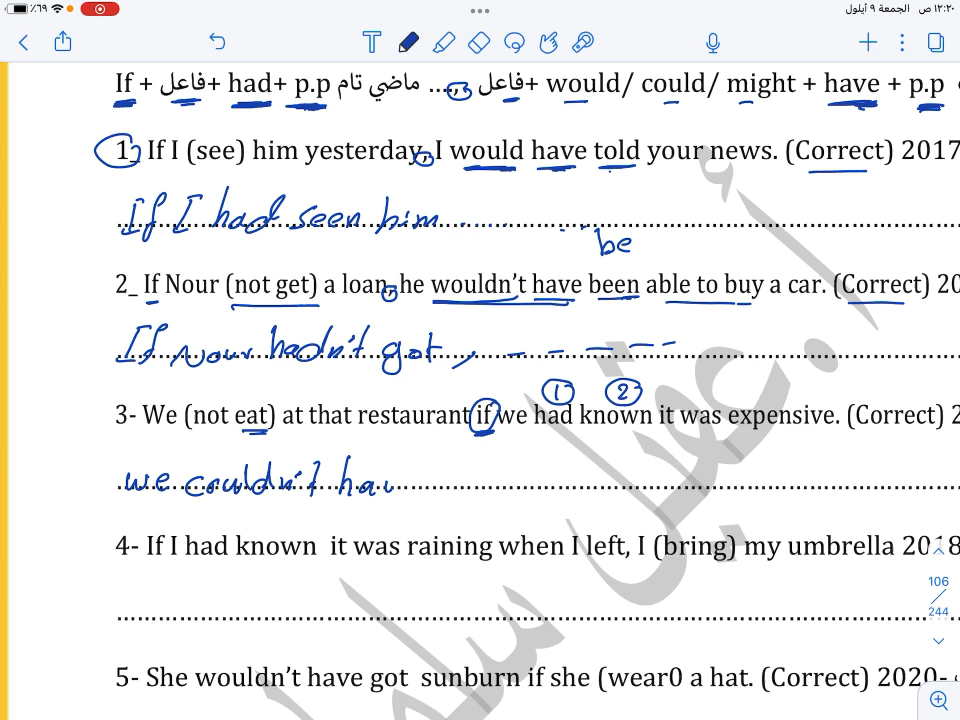 ٪٦٩ ١٢:٢٠ ص الجمعة ٩ أيلول
If + فاعل + had+ p.p ماضي تام ...., فاعل + would/ could/ might + have + p.p
1_ If I (see) him yesterday, I would have told your news. (Correct) 2017
If I had seen him ......
be
2_ If Nour (not get) a loan, he wouldn't have been able to buy a car. (Correct) 20
If Nour hadn't got , – – – – –
1 2
3- We (not eat) at that restaurant if we had known it was expensive. (Correct) 2
we couldn't hav
4- If I had known it was raining when I left, I (bring) my umbrella 2018
106
244
5- She wouldn't have got sunburn if she (wear0 a hat. (Correct) 2020-